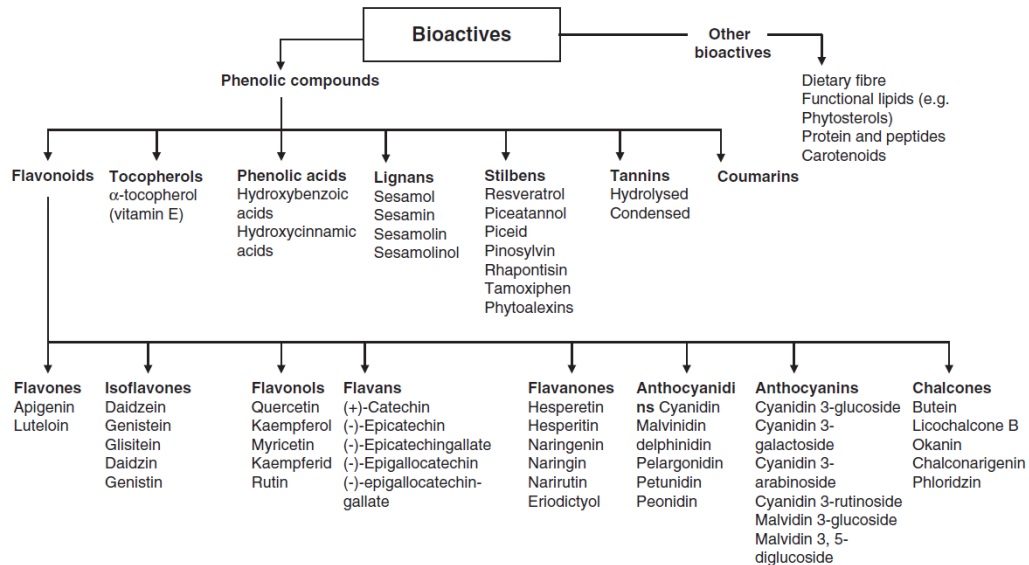 Bioactives
Other
bioactives
Phenolic compounds
Dietary fibre
Functional lipids (e.g.
Phytosterols)
Protein and peptides
Carotenoids
Flavonoids
Tocopherols
α-tocopherol
(vitamin E)
Phenolic acids
Hydroxybenzoic
acids
Hydroxycinnamic
acids
Lignans
Sesamol
Sesamin
Sesamolin
Sesamolinol
Stilbens
Resveratrol
Piceatannol
Piceid
Pinosylvin
Rhapontisin
Tamoxiphen
Phytoalexins
Tannins
Hydrolysed
Condensed
Coumarins
Flavones
Apigenin
Luteloin
Isoflavones
Daidzein
Genistein
Glisitein
Daidzin
Genistin
Flavonols
Quercetin
Kaempferol
Myricetin
Kaempferid
Rutin
Flavans
(+)-Catechin
(-)-Epicatechin
(-)-Epicatechingallate
(-)-Epigallocatechin
(-)-epigallocatechin-
gallate
Flavanones
Hesperetin
Hesperitin
Naringenin
Naringin
Narirutin
Eriodictyol
Anthocyanidi
ns Cyanidin
Malvinidin
delphinidin
Pelargonidin
Petunidin
Peonidin
Anthocyanins
Cyanidin 3-glucoside
Cyanidin 3-
galactoside
Cyanidin 3-
arabinoside
Cyanidin 3-rutinoside
Malvidin 3-glucoside
Malvidin 3, 5-
diglucoside
Chalcones
Butein
Licochalcone B
Okanin
Chalconarigenin
Phloridzin